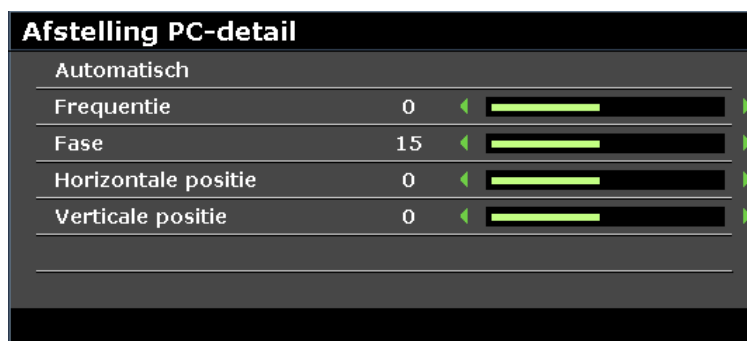 Afstelling PC-detail
Automatisch
Frequentie 0
Fase 15
Horizontale positie 0
Verticale positie 0